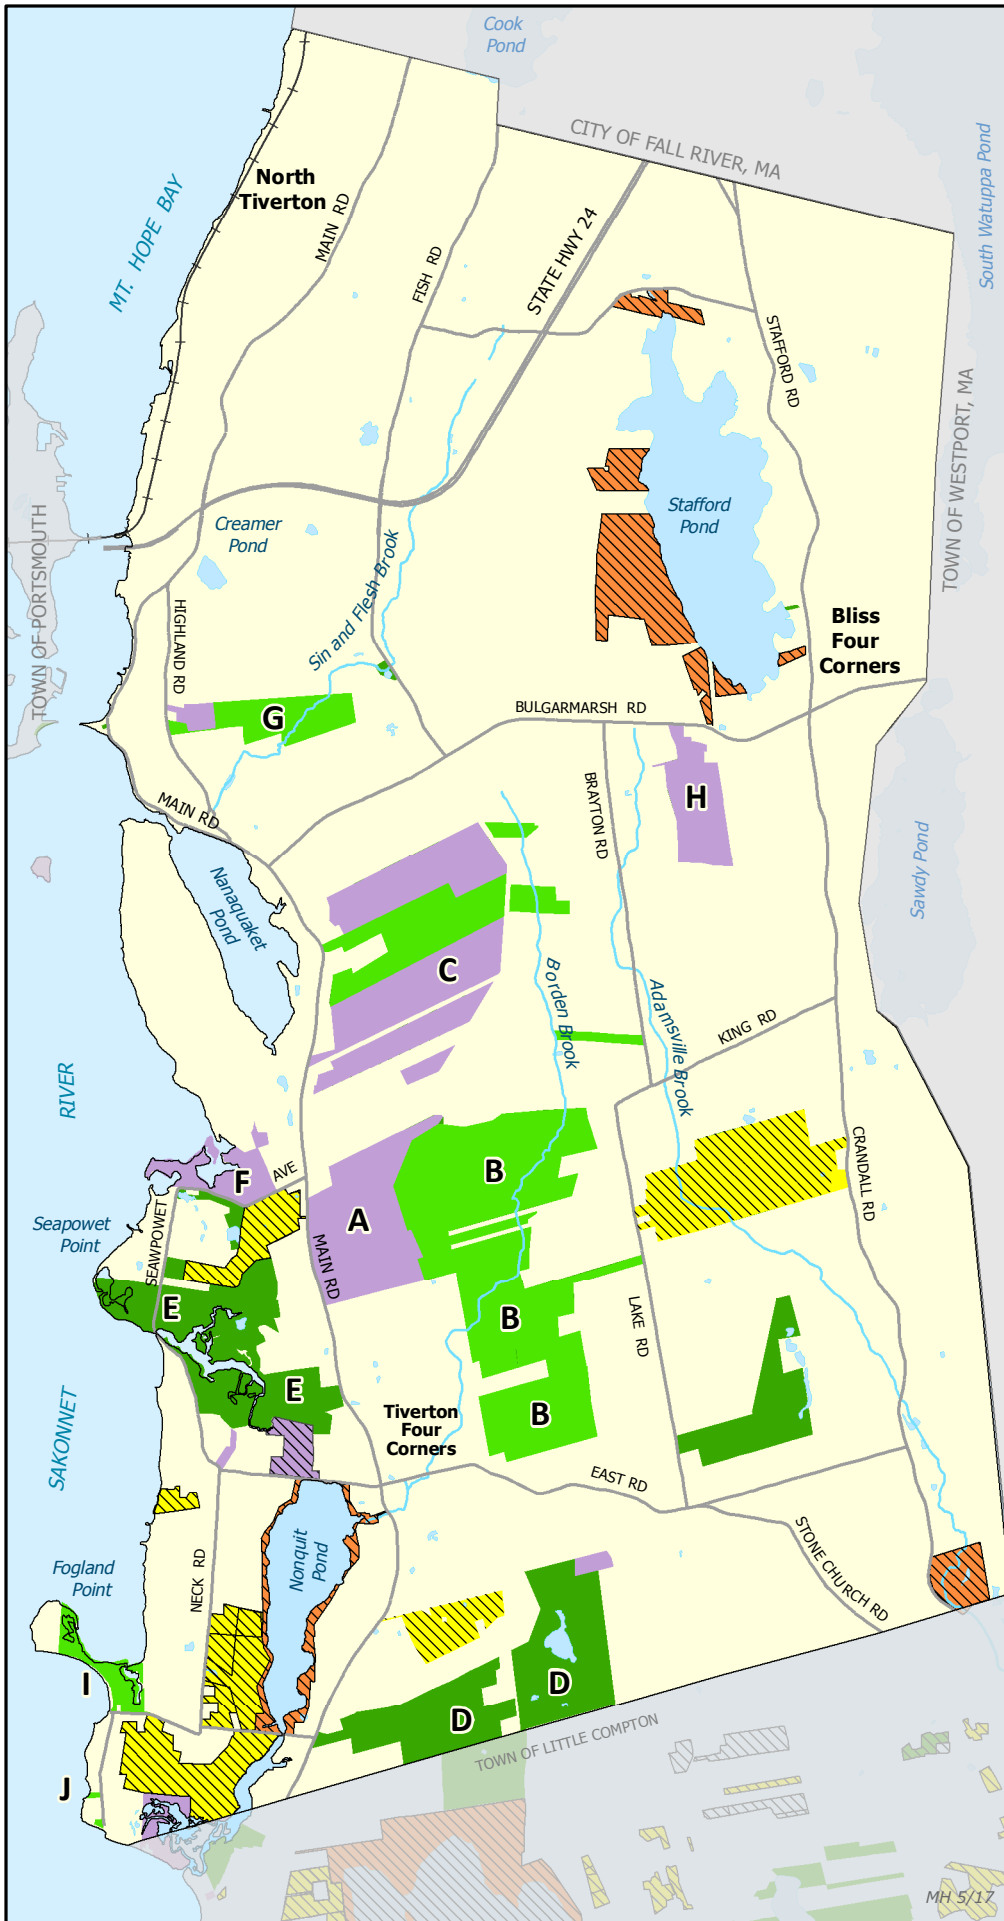 Cook
Pond
CITY OF FALL RIVER, MA
South Watuppa Pond
North
Tiverton
MAIN RD
MT. HOPE BAY
FISH RD
STATE HWY 24
STAFFORD RD
TOWN OF WESTPORT, MA
Stafford
Pond
Creamer
Pond
TOWN OF PORTSMOUTH
Sin and Flesh Brook
HIGHLAND RD
Bliss
Four
Corners
G
BULGARMARSH RD
MAIN RD
BRAYTON RD
H
Sawdy Pond
Nanaquaket
Pond
C
Borden Brook
Adamsville Brook
KING RD
RIVER
F
AVE
B
CRANDALL RD
Seapowet
Point
SEAWPOWET
A
MAIN RD
E
B
LAKE RD
E
B
Tiverton
Four
Corners
SAKONNET
EAST RD
STONE CHURCH RD
Fogland
Point
NECK RD
Nonquit
Pond
I
D
D
TOWN OF LITTLE COMPTON
J
MH 5/17